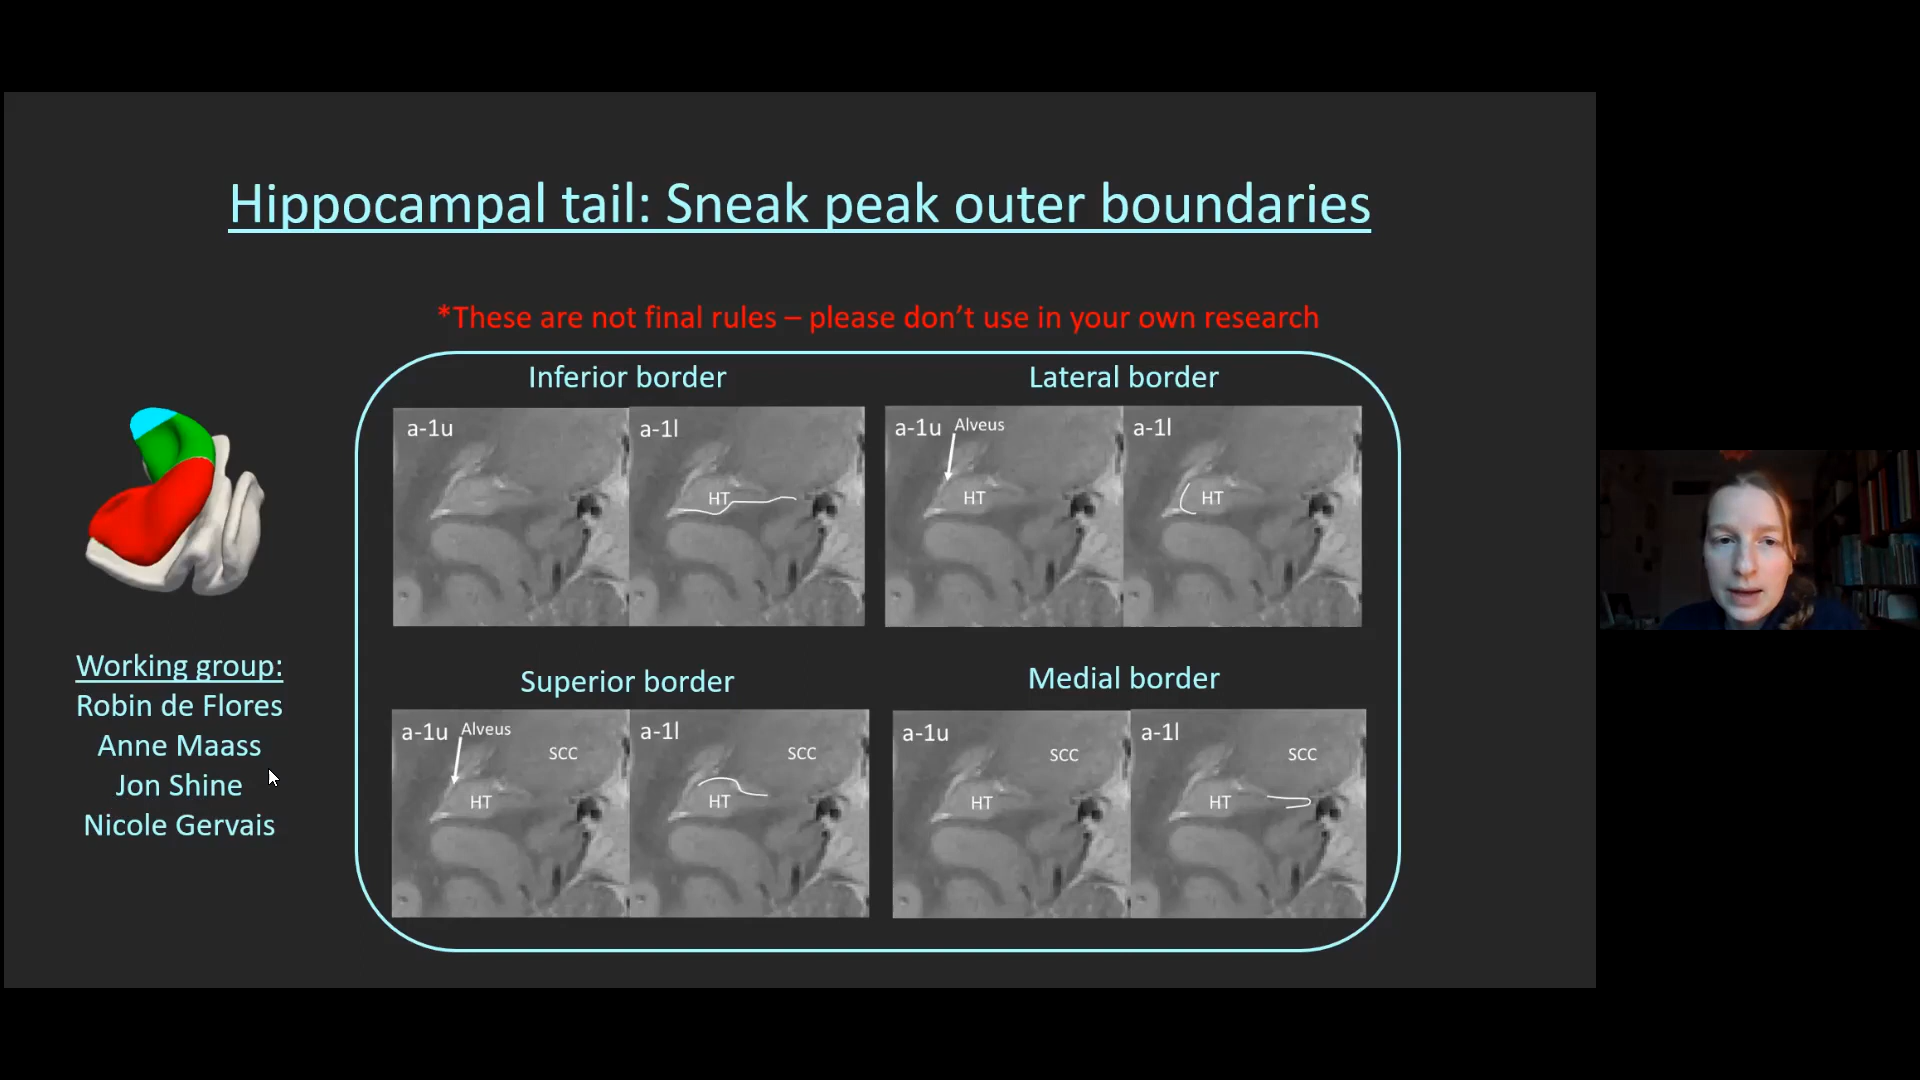 Hippocampal tail: Sneak peak outer boundaries
*These are not final rules – please don't use in your own research
Inferior border
Lateral border
a-1u
a-1l
HT
a-1u
Alveus
HT
a-1l
HT
Superior border
Medial border
a-1u
Alveus
SCC
HT
a-1l
SCC
HT
a-1u
SCC
HT
a-1l
SCC
HT
Working group:
Robin de Flores
Anne Maass
Jon Shine
Nicole Gervais